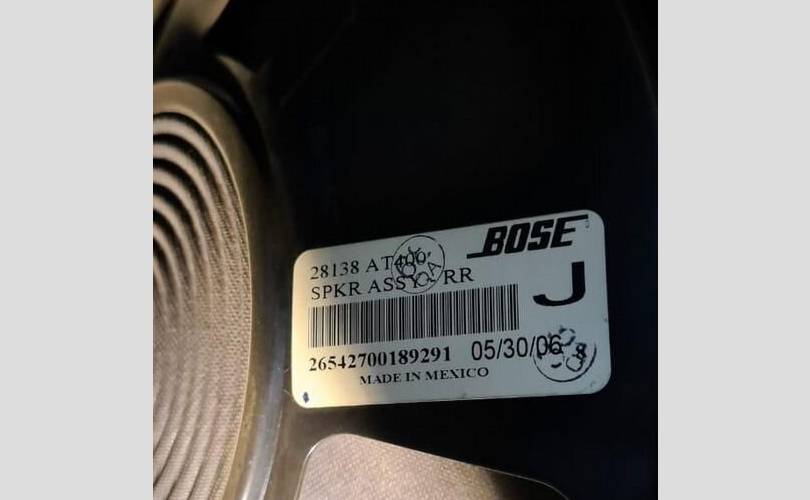 BOSE
28138 AT400
SPKR ASSY - RR
J
26542700189291 05/30/06
MADE IN MEXICO